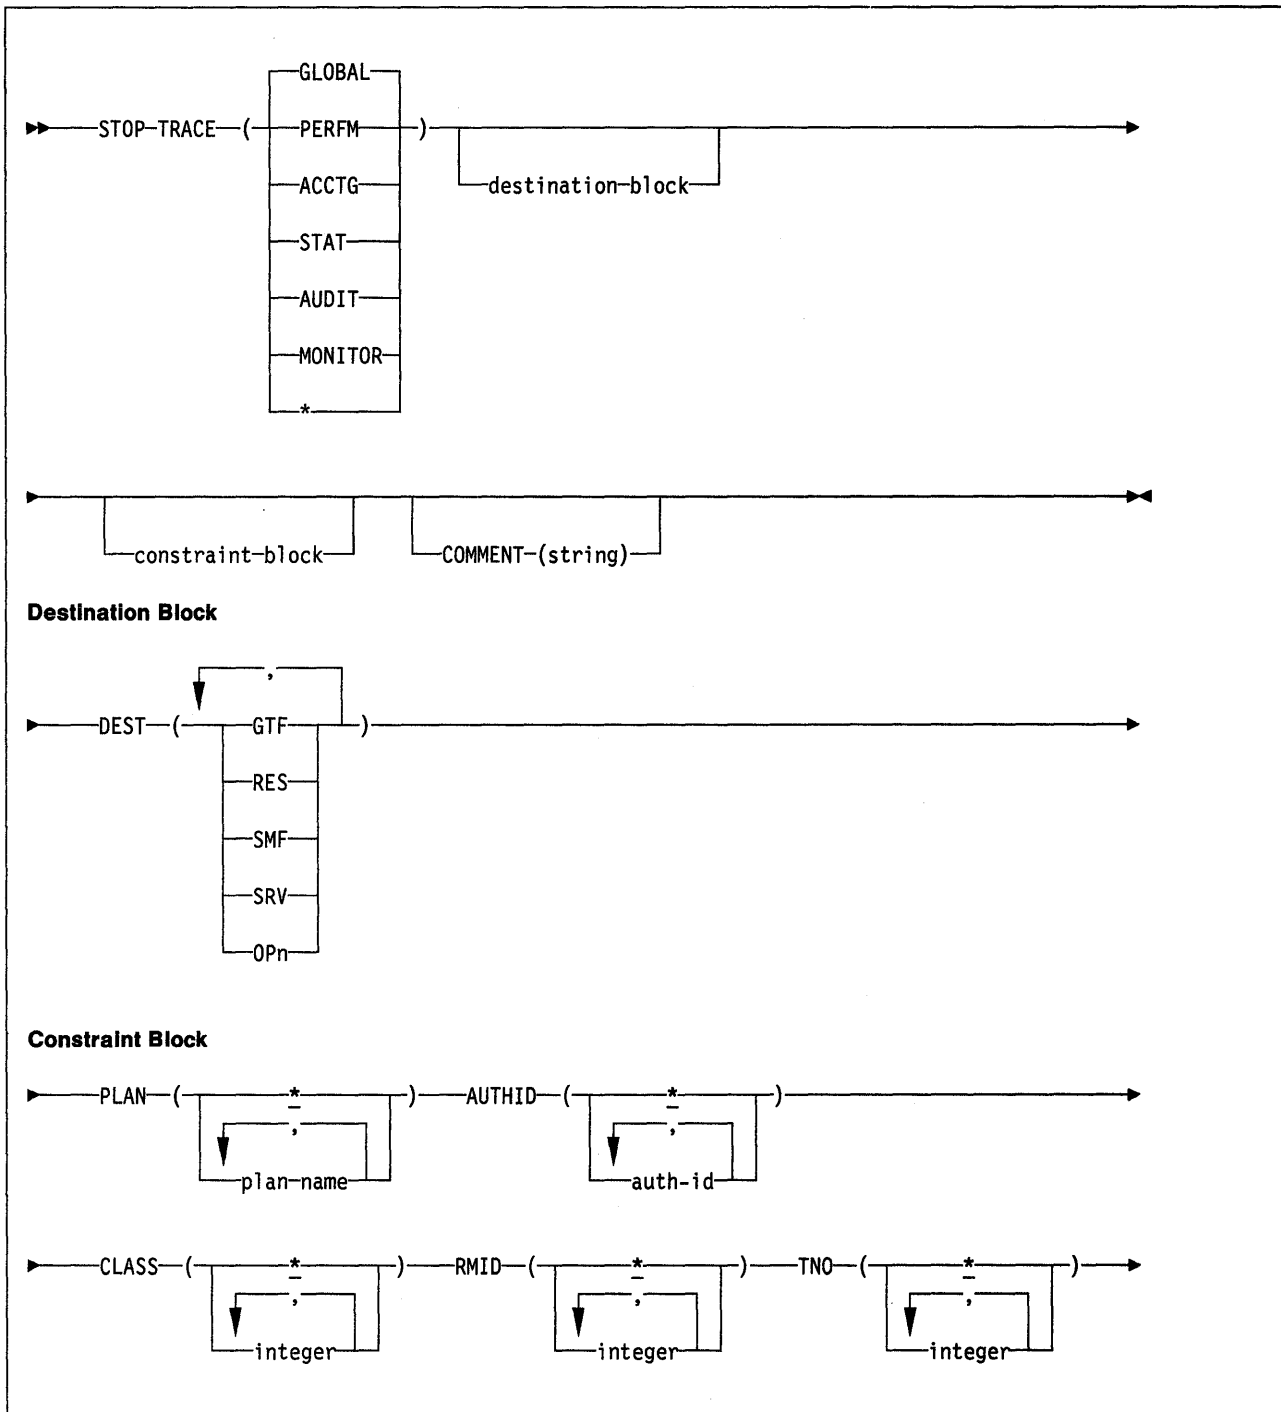 GLOBAL
STOP TRACE ( PERFM )
ACCTG destination block
STAT
AUDIT
MONITOR
*
constraint block COMMENT (string)
Destination Block
,
DEST ( GTF )
RES
SMF
SRV
OPn
Constraint Block
PLAN ( * ) AUTHID ( * )
, ,
plan name auth-id
CLASS ( * ) RMID ( * ) TNO ( * )
, , ,
integer integer integer